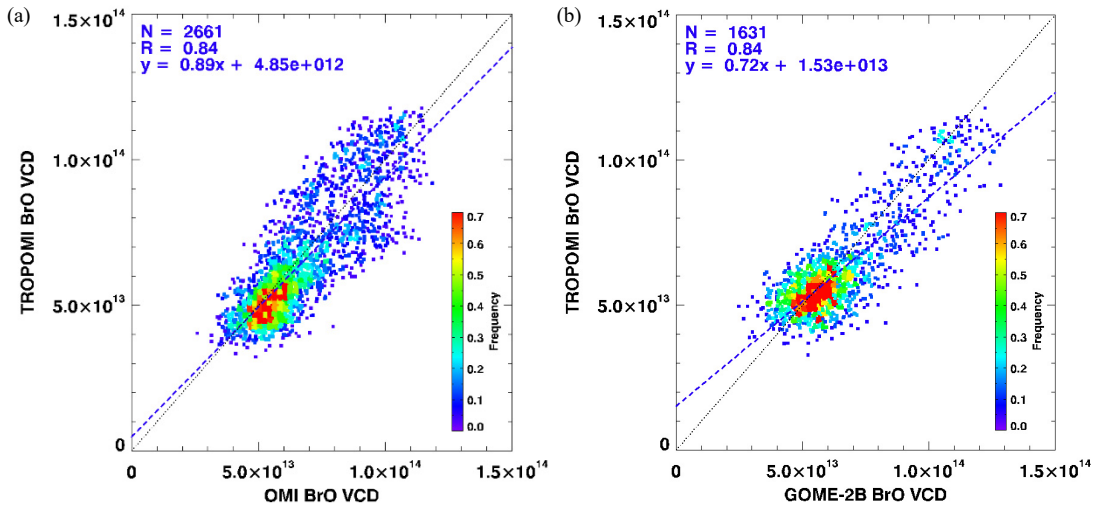 (a)
N = 2661
R = 0.84
y = 0.89x + 4.85e+012
TROPOMI BrO VCD
1.5×10^14
1.0×10^14
5.0×10^13
0
0.7
0.6
0.5
0.4
0.3
0.2
0.1
0.0
Frequency
0 5.0×10^13 1.0×10^14 1.5×10^14
OMI BrO VCD
(b)
N = 1631
R = 0.84
y = 0.72x + 1.53e+013
TROPOMI BrO VCD
1.5×10^14
1.0×10^14
5.0×10^13
0
0.7
0.6
0.5
0.4
0.3
0.2
0.1
0.0
Frequency
0 5.0×10^13 1.0×10^14 1.5×10^14
GOME-2B BrO VCD